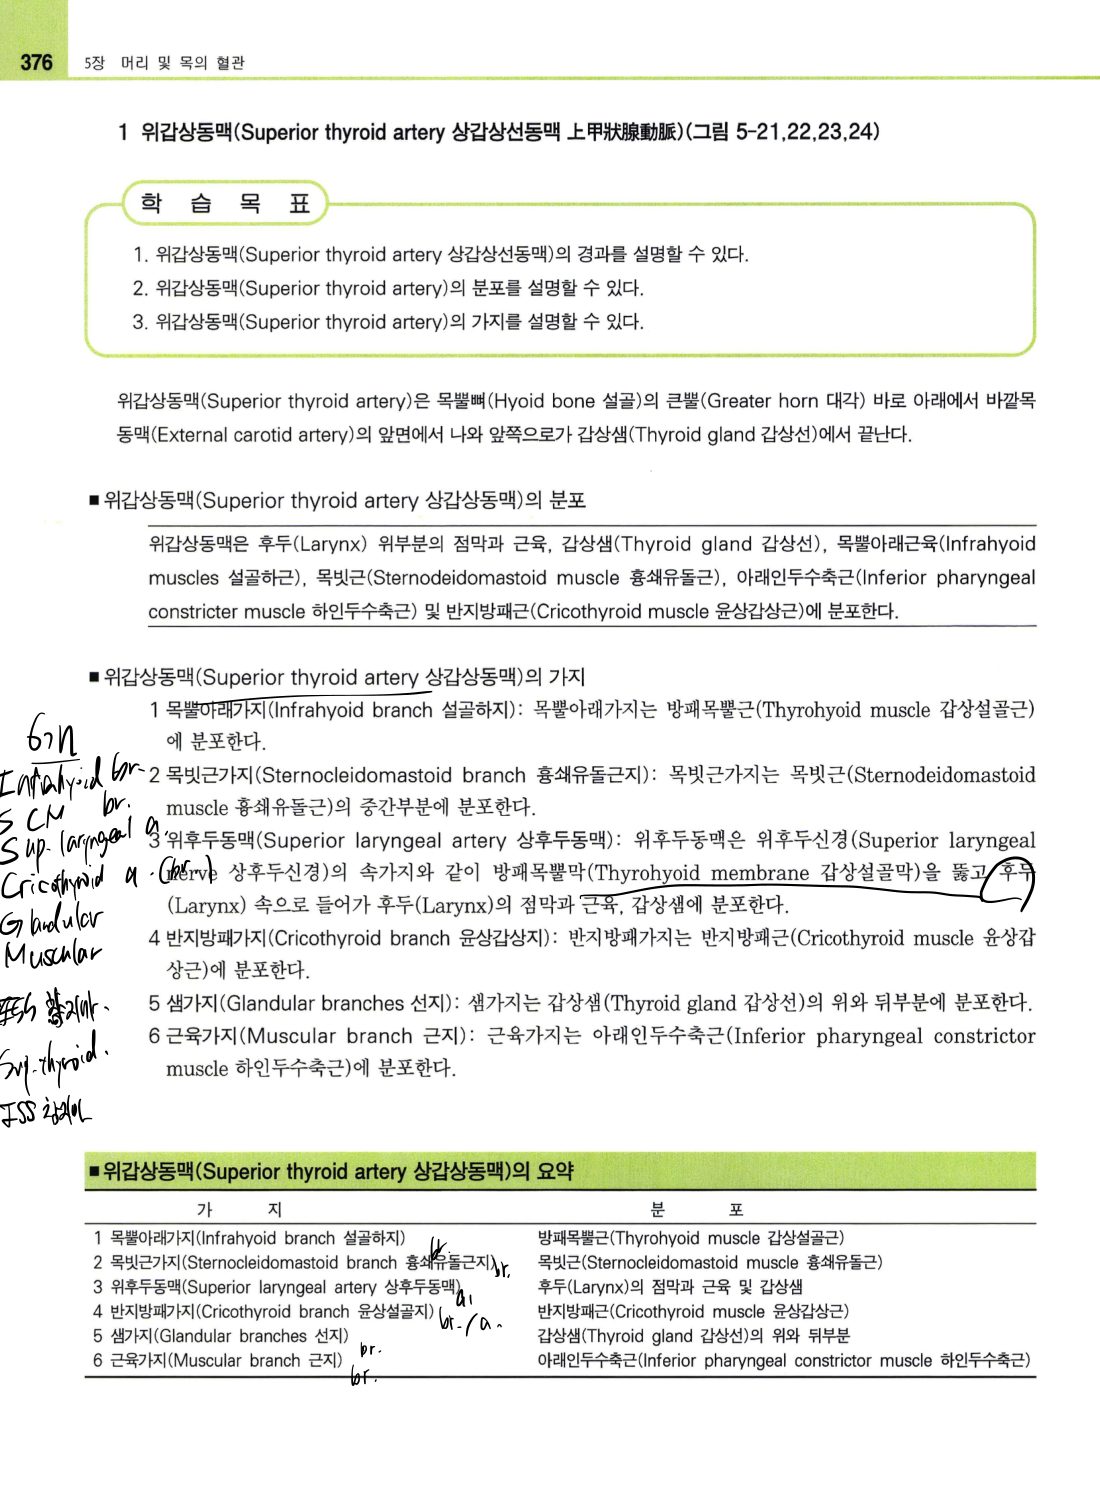 376 5장 머리 및 목의 혈관
1 위갑상동맥(Superior thyroid artery 상갑상선동맥 上甲狀腺動脈)(그림 5-21,22,23,24)
학 습 목 표
1. 위갑상동맥(Superior thyroid artery 상갑상선동맥)의 경과를 설명할 수 있다.
2. 위갑상동맥(Superior thyroid artery)의 분포를 설명할 수 있다.
3. 위갑상동맥(Superior thyroid artery)의 가지를 설명할 수 있다.
위갑상동맥(Superior thyroid artery)은 목뿔뼈(Hyoid bone 설골)의 큰뿔(Greater horn 대각) 바로 아래에서 바깥목
동맥(External carotid artery)의 앞면에서 나와 앞쪽으로가 갑상샘(Thyroid gland 갑상선)에서 끝난다.
■ 위갑상동맥(Superior thyroid artery 상갑상동맥)의 분포
위갑상동맥은 후두(Larynx) 위부분의 점막과 근육, 갑상샘(Thyroid gland 갑상선), 목뿔아래근육(Infrahyoid
muscles 설골하근), 목빗근(Sternodeidomastoid muscle 흉쇄유돌근), 아래인두수축근(Inferior pharyngeal
constricter muscle 하인두수축근) 및 반지방패근(Cricothyroid muscle 윤상갑상근)에 분포한다.
■ 위갑상동맥(Superior thyroid artery 상갑상동맥)의 가지
1 목뿔아래가지(Infrahyoid branch 설골하지): 목뿔아래가지는 방패목뿔근(Thyrohyoid muscle 갑상설골근)
에 분포한다.
2 목빗근가지(Sternocleidomastoid branch 흉쇄유돌근지): 목빗근가지는 목빗근(Sternodeidomastoid
muscle 흉쇄유돌근)의 중간부분에 분포한다.
3 위후두동맥(Superior laryngeal artery 상후두동맥): 위후두동맥은 위후두신경(Superior laryngeal
nerve 상후두신경)의 속가지와 같이 방패목뿔막(Thyrohyoid membrane 갑상설골막)을 뚫고 후두
(Larynx) 속으로 들어가 후두(Larynx)의 점막과 근육, 갑상샘에 분포한다.
4 반지방패가지(Cricothyroid branch 윤상갑상지): 반지방패가지는 반지방패근(Cricothyroid muscle 윤상갑
상근)에 분포한다.
5 샘가지(Glandular branches 선지): 샘가지는 갑상샘(Thyroid gland 갑상선)의 위와 뒤부분에 분포한다.
6 근육가지(Muscular branch 근지): 근육가지는 아래인두수축근(Inferior pharyngeal constrictor
muscle 하인두수축근)에 분포한다.
6개
Infrahyoid br.
SCM br.
Sup. laryngeal a.
Cricothyroid a. (br.)
Glandular
Muscular
Sup. thyroid.
■ 위갑상동맥(Superior thyroid artery 상갑상동맥)의 요약
가 지 분 포
1 목뿔아래가지(Infrahyoid branch 설골하지) br. 방패목뿔근(Thyrohyoid muscle 갑상설골근)
2 목빗근가지(Sternocleidomastoid branch 흉쇄유돌근지) br. 목빗근(Sternocleidomastoid muscle 흉쇄유돌근)
3 위후두동맥(Superior laryngeal artery 상후두동맥) a. 후두(Larynx)의 점막과 근육 및 갑상샘
4 반지방패가지(Cricothyroid branch 윤상설골지) br. / a. 반지방패근(Cricothyroid muscle 윤상갑상근)
5 샘가지(Glandular branches 선지) br. 갑상샘(Thyroid gland 갑상선)의 위와 뒤부분
6 근육가지(Muscular branch 근지) br. 아래인두수축근(Inferior pharyngeal constrictor muscle 하인두수축근)